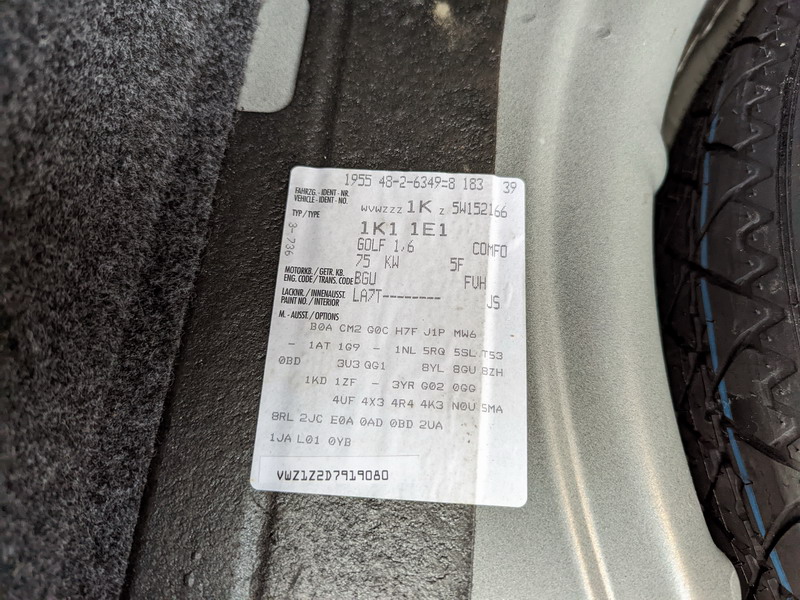 1955 48-2-6349=8 183 39
FAHRZG.-IDENT-NR.
VEHICLE-IDENT-NO.
WVWZZZ 1K Z 5W152166
TYP/TYPE
1K1 1E1
3-736
GOLF 1,6 COMFO
75 KW 5F
MOTORKB./GETR.KB.
ENG.CODE/TRANS.CODE BGU FVH
LACKNR./INNENAUSST.
PAINT NO./INTERIOR LA7T-------- JS
M.-AUSST./OPTIONS
B0A CM2 G0C H7F J1P MW6 -
- 1AT 1G9 - 1NL 5RQ 5SL T53
0BD 3U3 GG1 8YL 8GU BZH
1KD 1ZF - 3YR G02 0GG
4UF 4X3 4R4 4K3 N0U 5MA
8RL 2JC E0A 0AD 0BD 2UA
1JA L01 0YB
VWZ1Z2D7919080